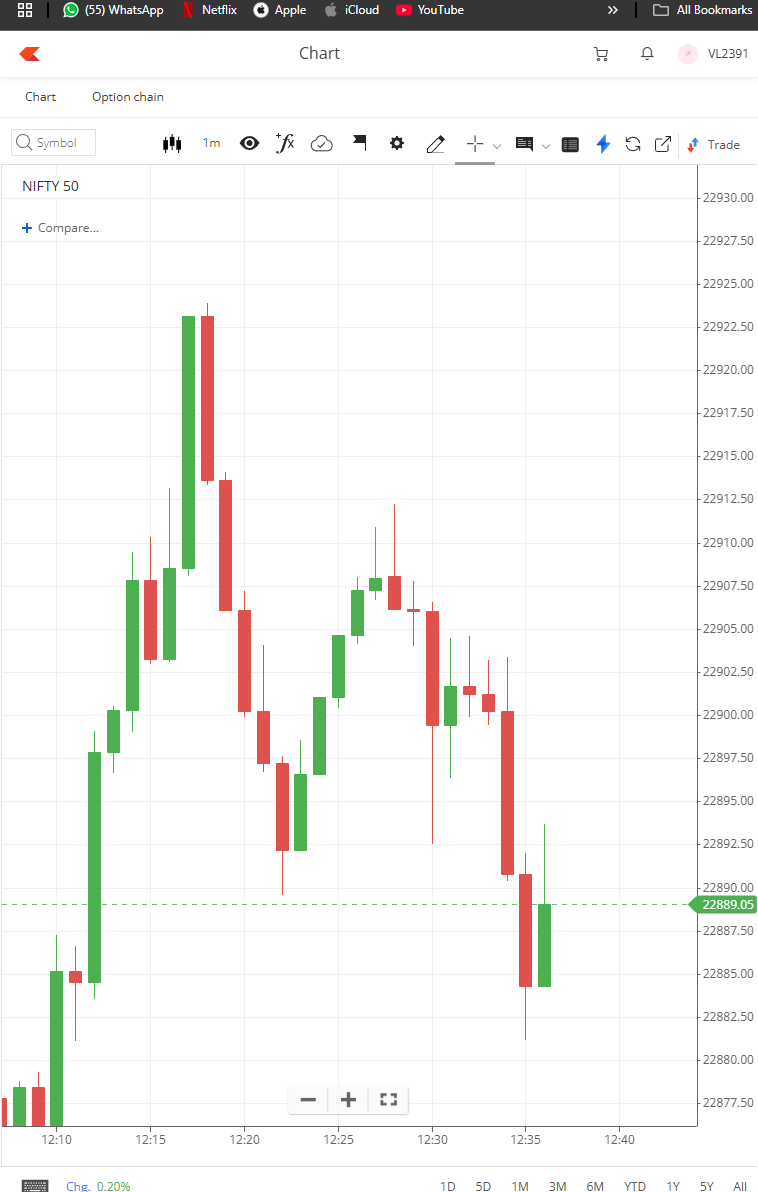 (55) WhatsApp Netflix Apple iCloud YouTube » All Bookmarks
Chart VL2391
Chart Option chain
Symbol 1m Trade
NIFTY 50
+ Compare...
22930.00
22927.50
22925.00
22922.50
22920.00
22917.50
22915.00
22912.50
22910.00
22907.50
22905.00
22902.50
22900.00
22897.50
22895.00
22892.50
22890.00
22889.05
22887.50
22885.00
22882.50
22880.00
22877.50
12:10 12:15 12:20 12:25 12:30 12:35 12:40
Chg. 0.20% 1D 5D 1M 3M 6M YTD 1Y 5Y All